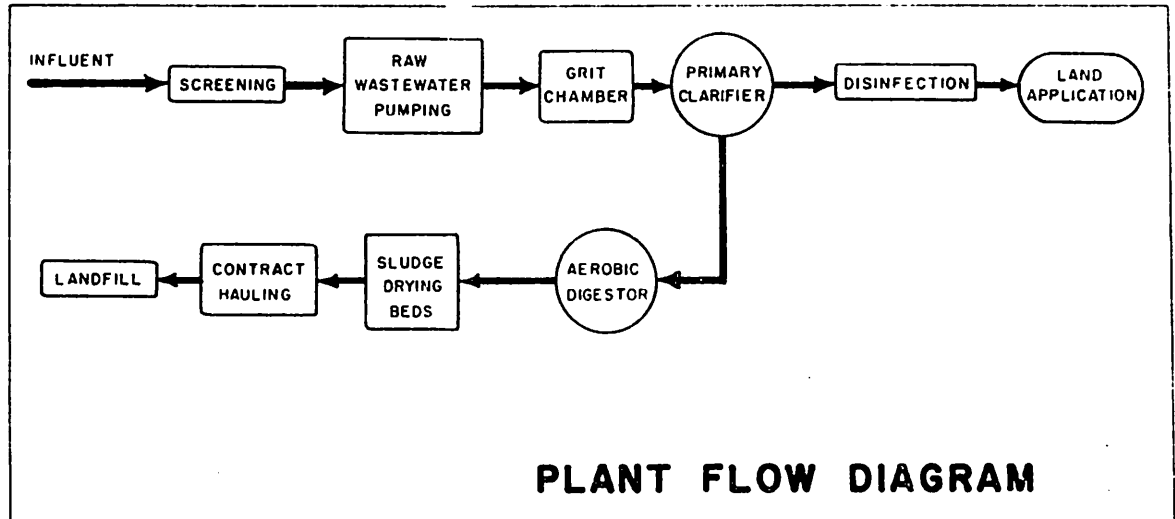 INFLUENT
SCREENING
RAW
WASTEWATER
PUMPING
GRIT
CHAMBER
PRIMARY
CLARIFIER
DISINFECTION
LAND
APPLICATION
LANDFILL
CONTRACT
HAULING
SLUDGE
DRYING
BEDS
AEROBIC
DIGESTOR
PLANT FLOW DIAGRAM